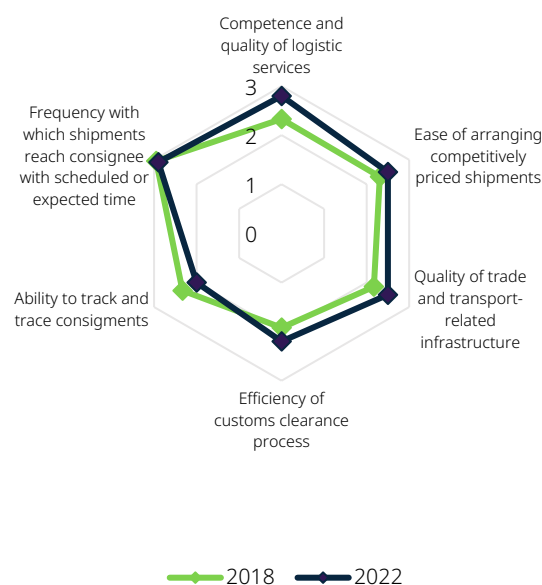 Competence and
quality of logistic
services
3
2
1
0
Ease of arranging
competitively
priced shipments
Quality of trade
and transport-
related
infrastructure
Efficiency of
customs clearance
process
Ability to track and
trace consigments
Frequency with
which shipments
reach consignee
with scheduled or
expected time
2018
2022